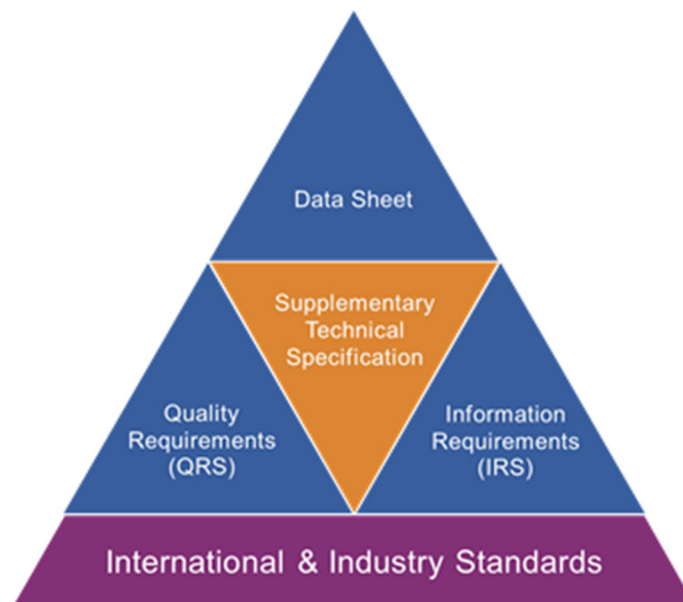 Data Sheet
Supplementary
Technical
Specification
Quality
Requirements
(QRS)
Information
Requirements
(IRS)
International & Industry Standards